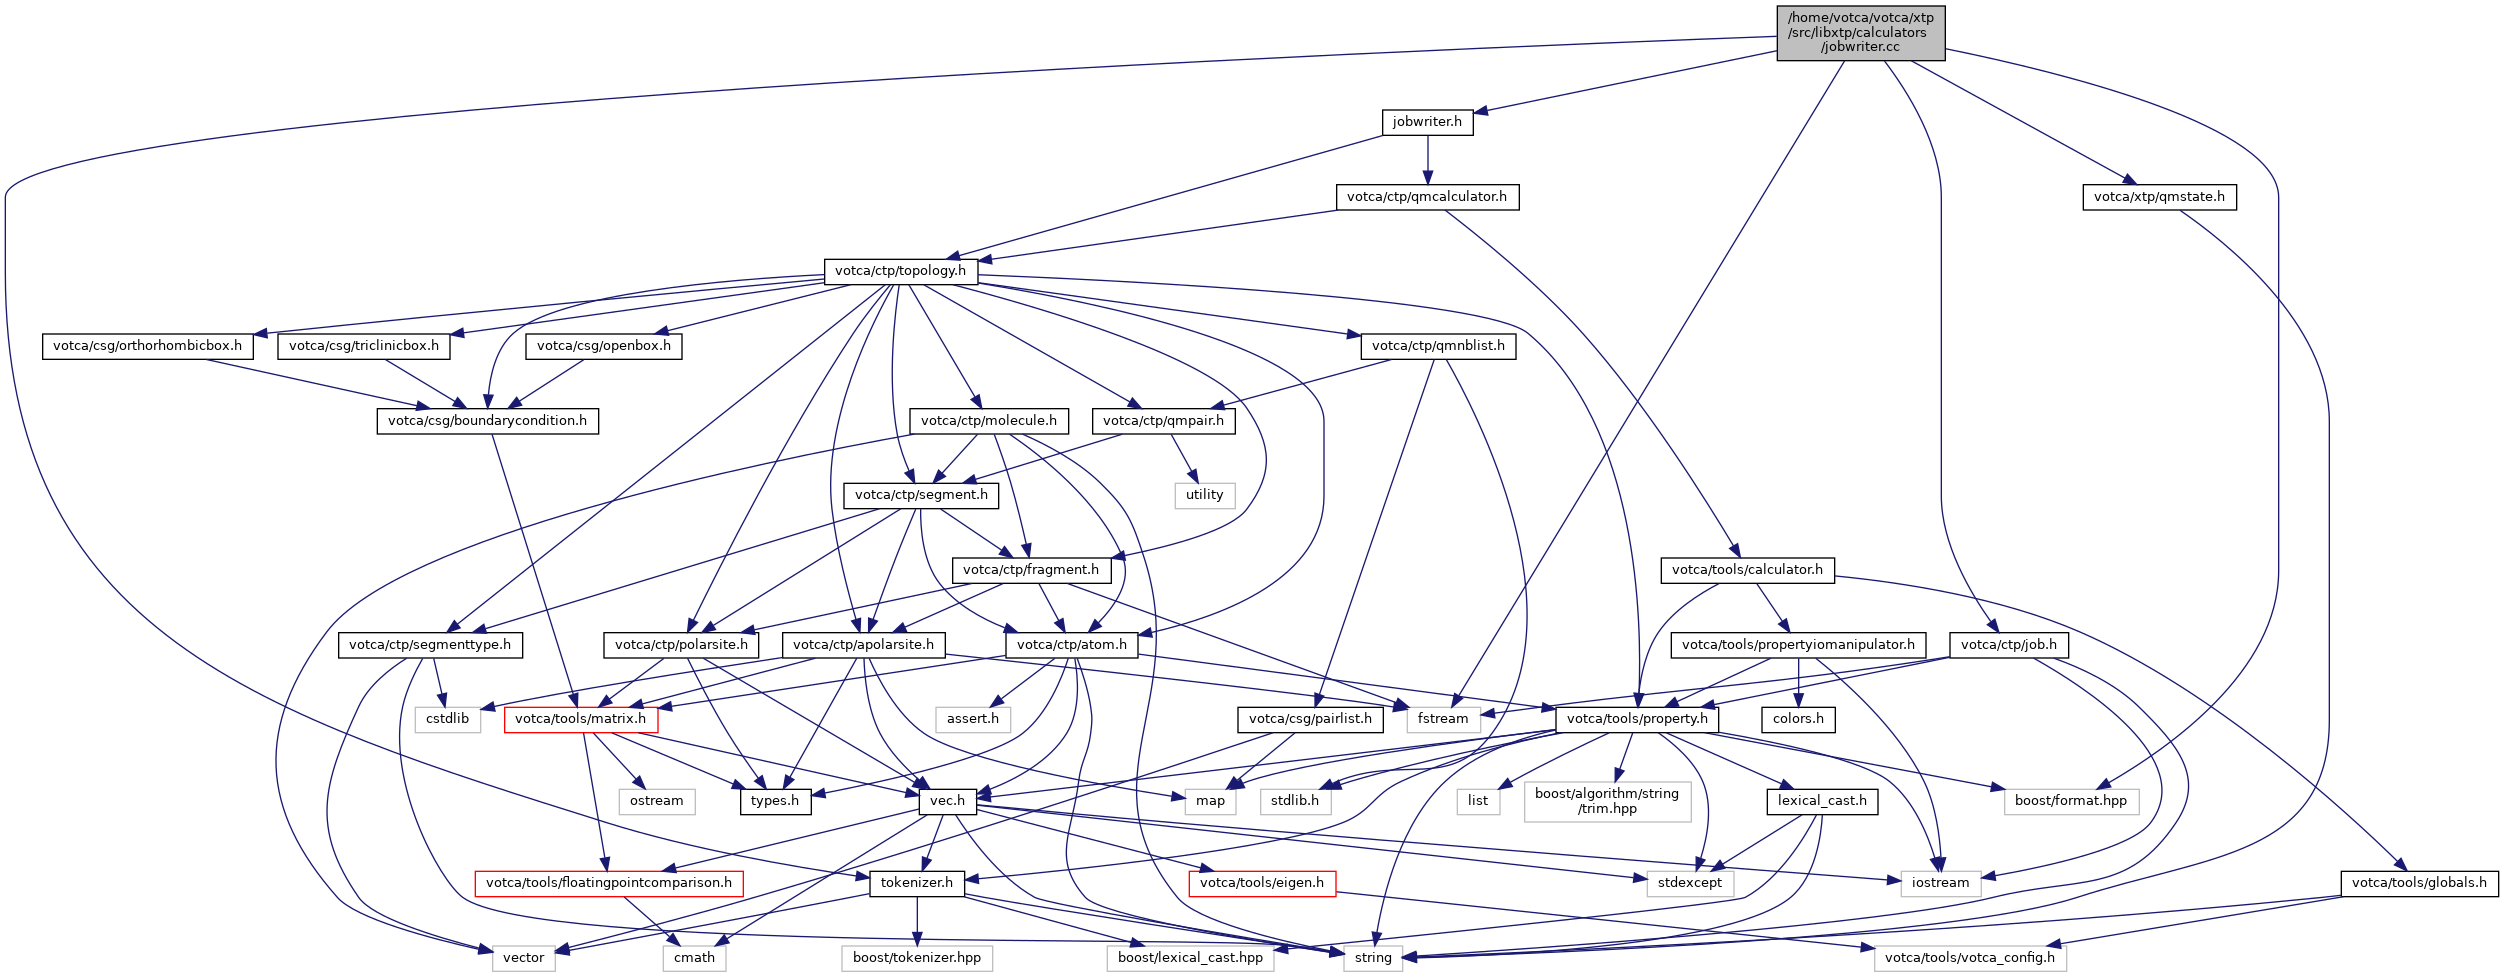 /home/votca/votca/xtp
/src/libxtp/calculators
/jobwriter.cc
jobwriter.h
votca/ctp/qmcalculator.h
votca/xtp/qmstate.h
votca/ctp/topology.h
votca/csg/orthorhombicbox.h
votca/csg/triclinicbox.h
votca/csg/openbox.h
votca/ctp/qmnblist.h
votca/csg/boundarycondition.h
votca/ctp/molecule.h
votca/ctp/qmpair.h
votca/ctp/segment.h
utility
votca/ctp/fragment.h
votca/tools/calculator.h
votca/ctp/segmenttype.h
votca/ctp/polarsite.h
votca/ctp/apolarsite.h
votca/ctp/atom.h
votca/tools/propertyiomanipulator.h
votca/ctp/job.h
cstdlib
votca/tools/matrix.h
assert.h
votca/csg/pairlist.h
fstream
votca/tools/property.h
colors.h
ostream
types.h
vec.h
map
stdlib.h
list
boost/algorithm/string
/trim.hpp
lexical_cast.h
boost/format.hpp
votca/tools/floatingpointcomparison.h
tokenizer.h
votca/tools/eigen.h
stdexcept
iostream
votca/tools/globals.h
vector
cmath
boost/tokenizer.hpp
boost/lexical_cast.hpp
string
votca/tools/votca_config.h